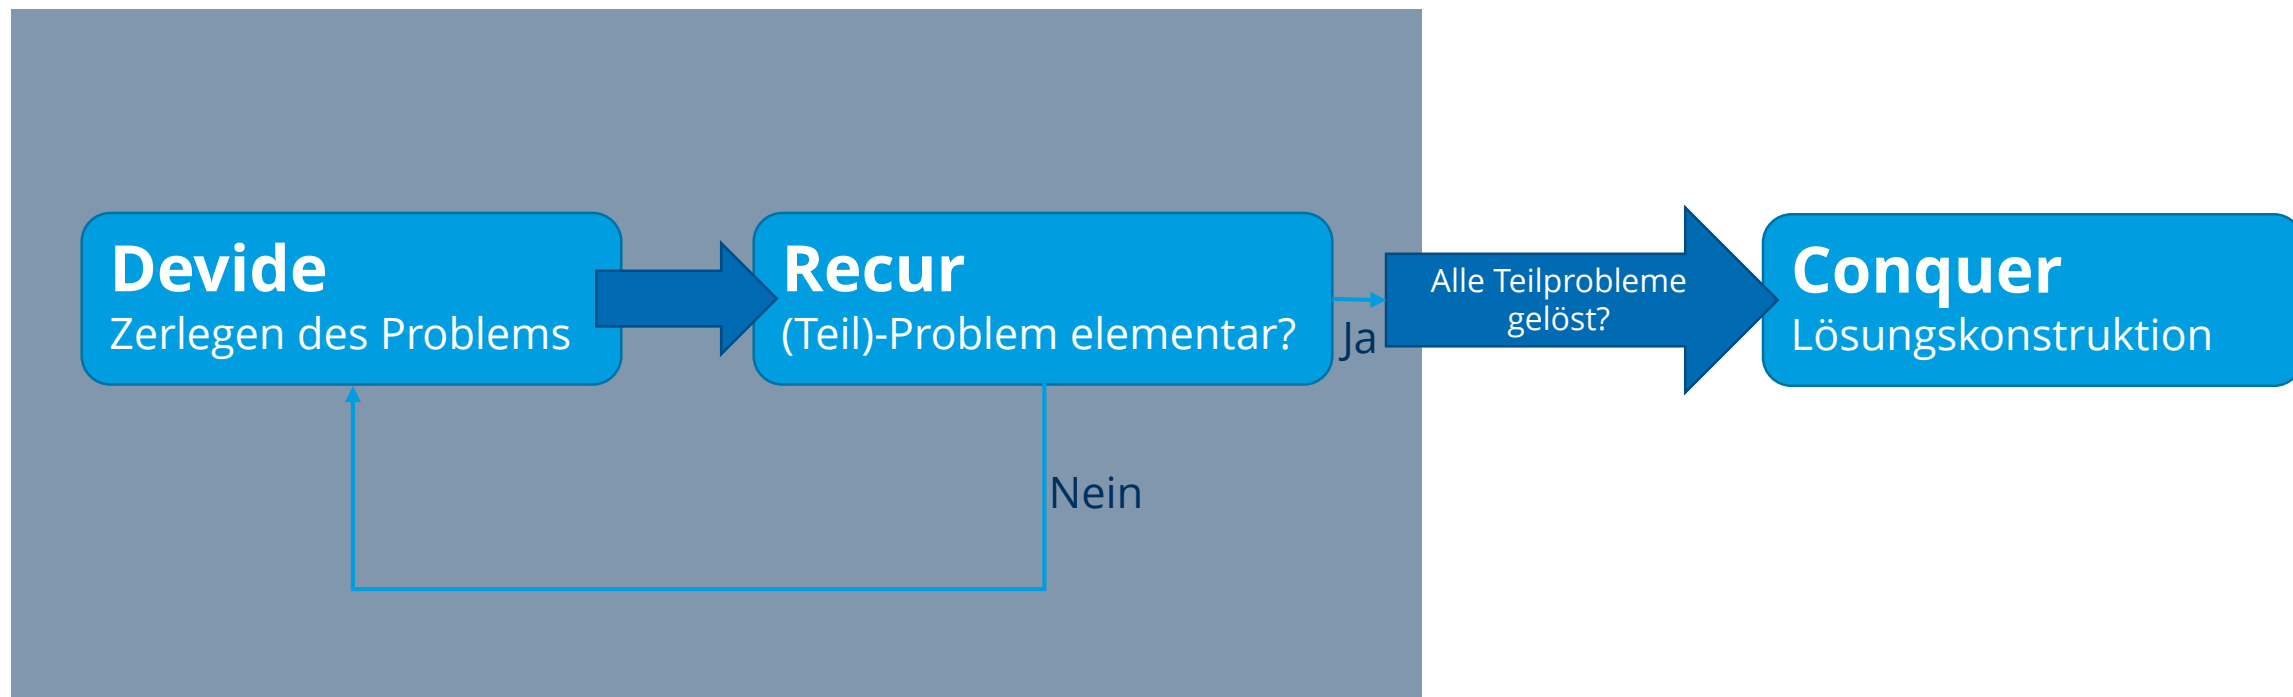 Devide
Zerlegen des Problems
Recur
(Teil)-Problem elementar?
Ja
Nein
Alle Teilprobleme
gelöst?
Conquer
Lösungskonstruktion